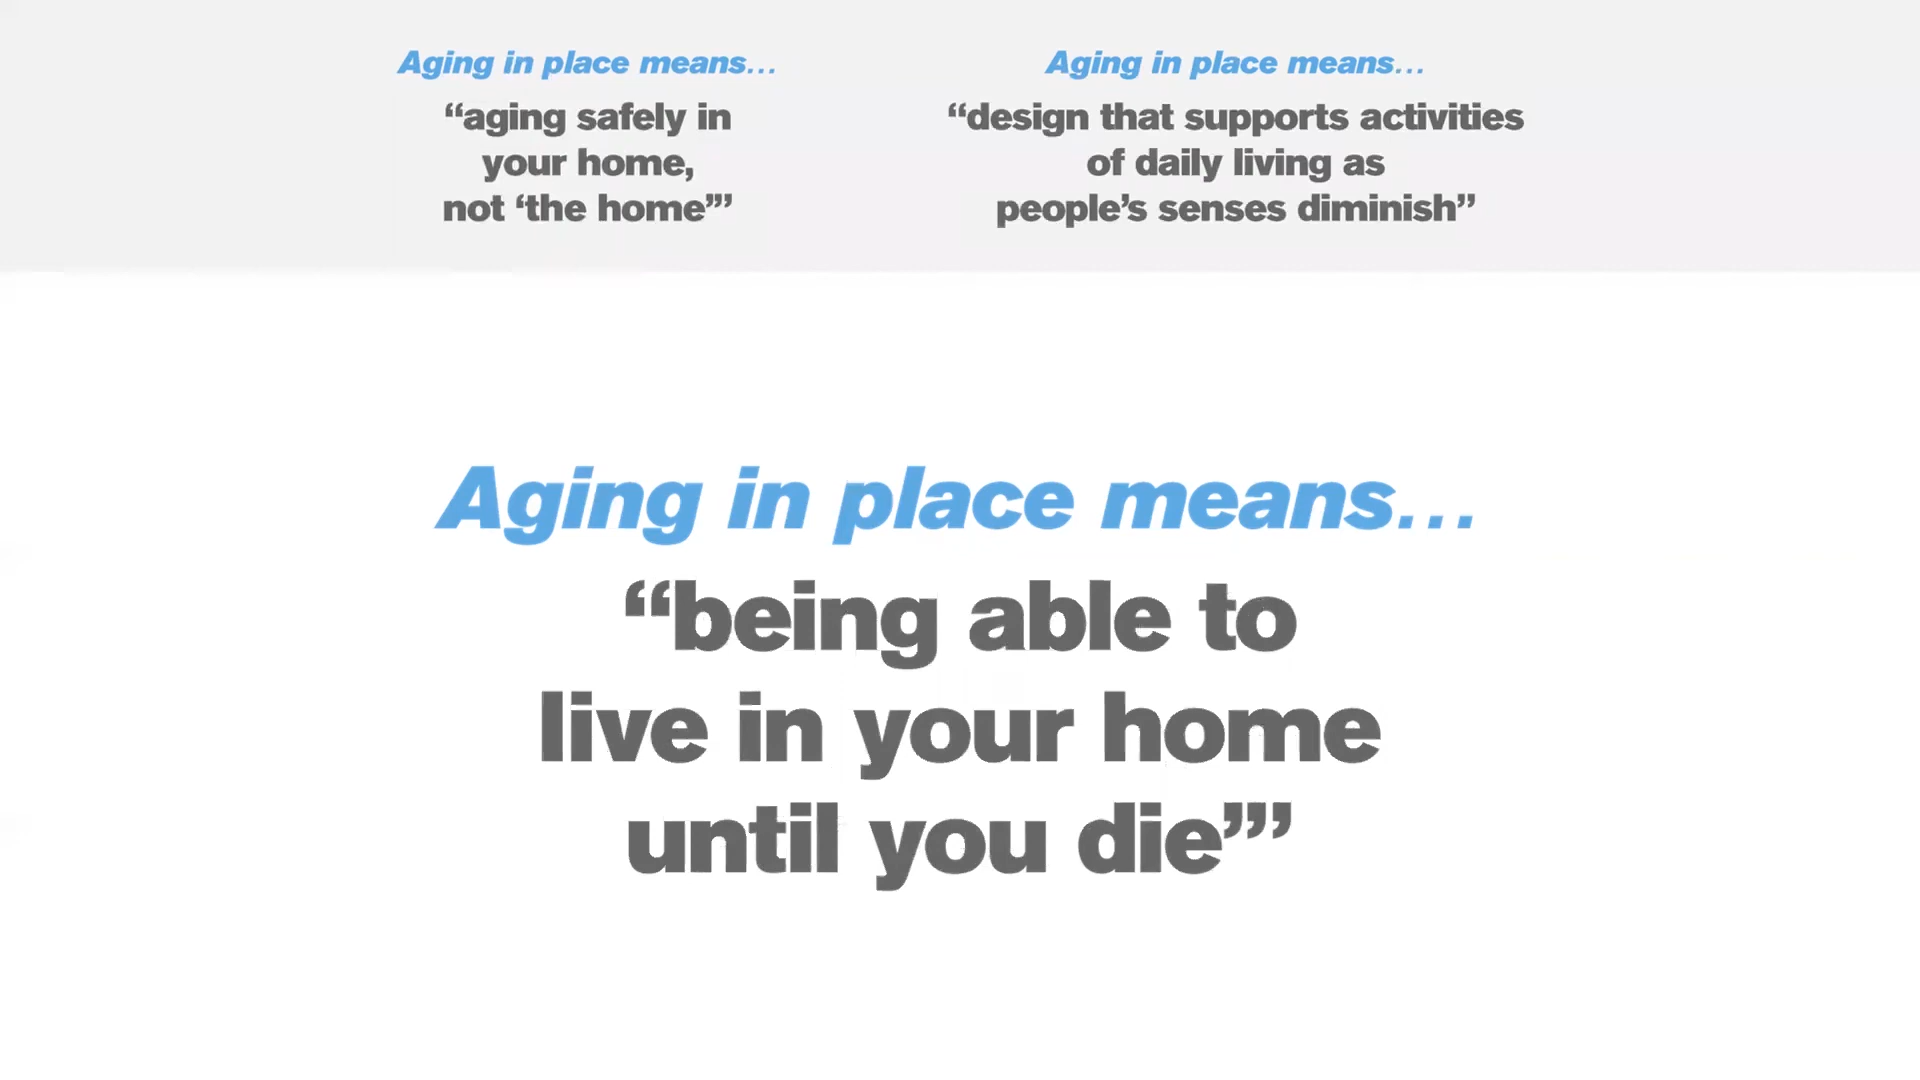 Aging in place means…
“aging safely in
your home,
not ‘the home’”
Aging in place means…
“design that supports activities
of daily living as
people’s senses diminish”
Aging in place means…
“being able to
live in your home
until you die”’